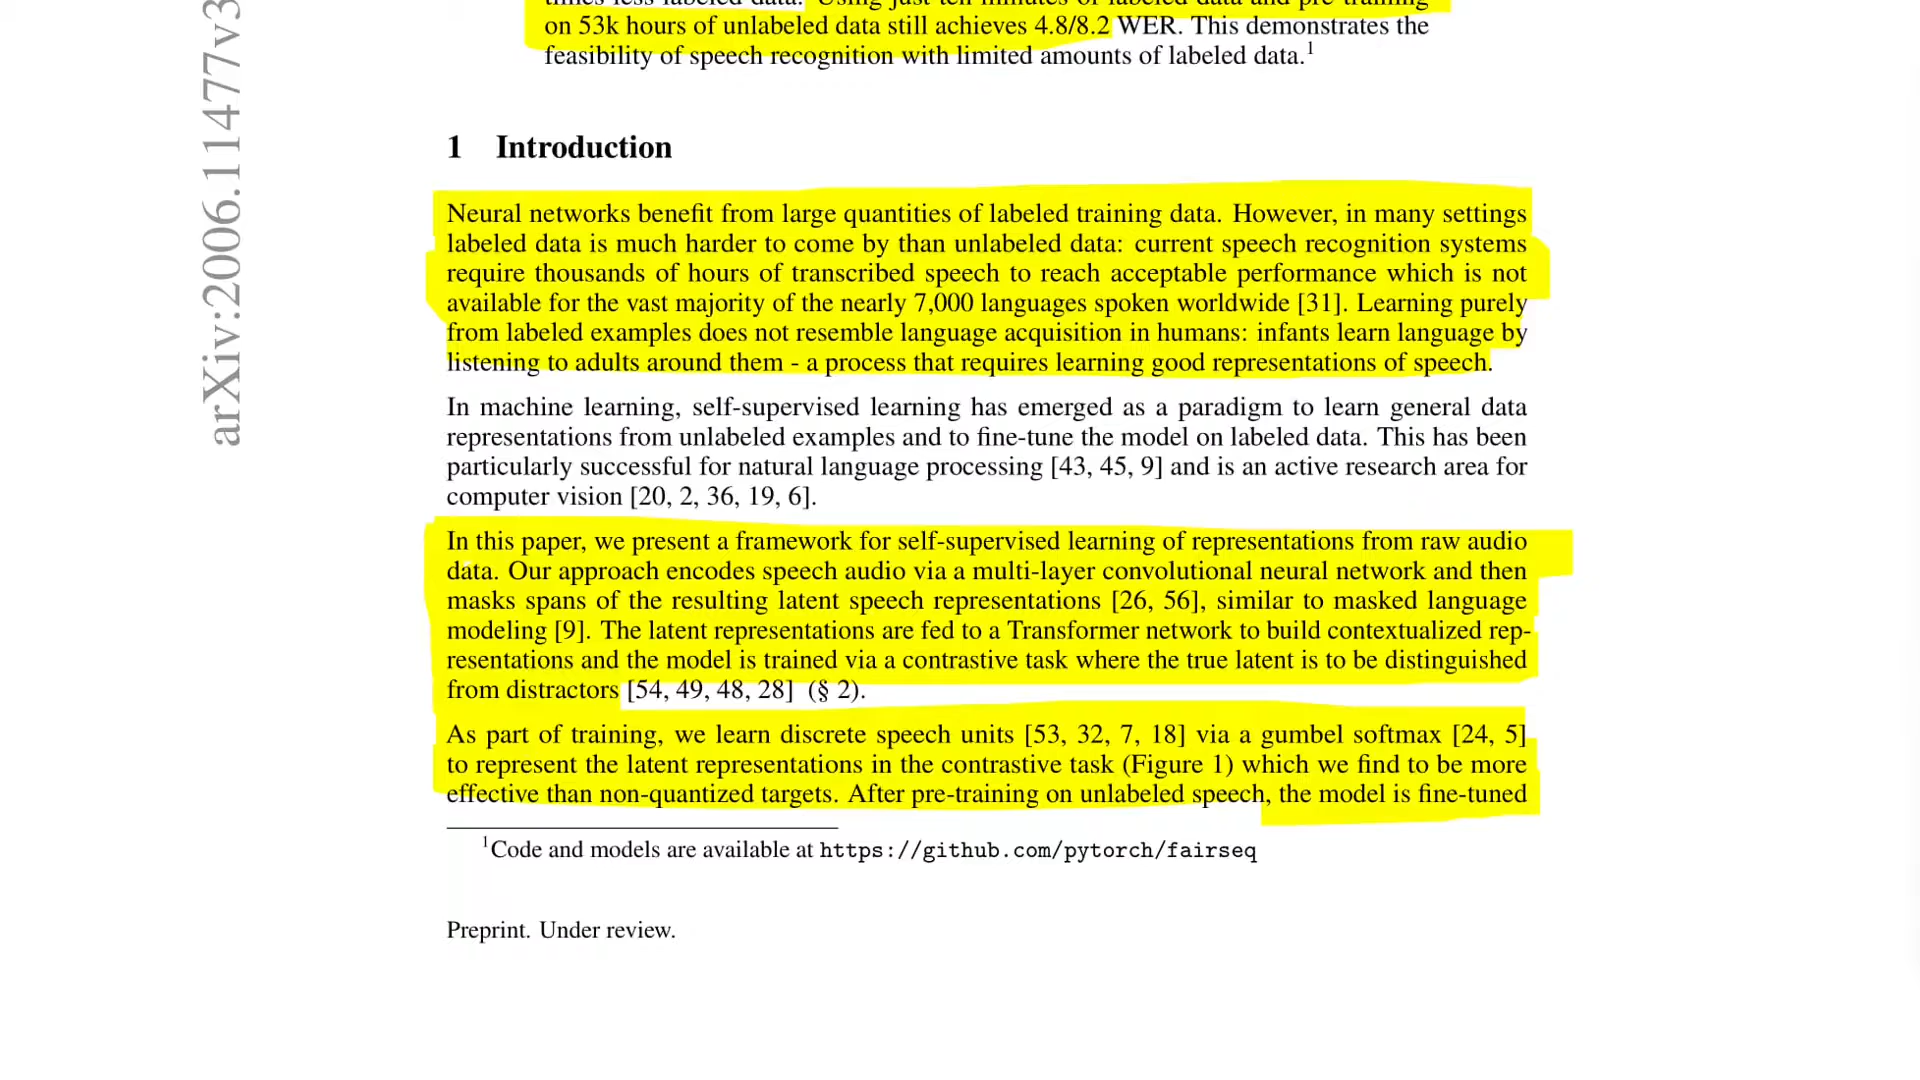 times less labeled data. Using just ten minutes of labeled data and pre-training
on 53k hours of unlabeled data still achieves 4.8/8.2 WER. This demonstrates the
feasibility of speech recognition with limited amounts of labeled data.1
arXiv:2006.11477v3
1 Introduction
Neural networks benefit from large quantities of labeled training data. However, in many settings
labeled data is much harder to come by than unlabeled data: current speech recognition systems
require thousands of hours of transcribed speech to reach acceptable performance which is not
available for the vast majority of the nearly 7,000 languages spoken worldwide [31]. Learning purely
from labeled examples does not resemble language acquisition in humans: infants learn language by
listening to adults around them - a process that requires learning good representations of speech.
In machine learning, self-supervised learning has emerged as a paradigm to learn general data
representations from unlabeled examples and to fine-tune the model on labeled data. This has been
particularly successful for natural language processing [43, 45, 9] and is an active research area for
computer vision [20, 2, 36, 19, 6].
In this paper, we present a framework for self-supervised learning of representations from raw audio
data. Our approach encodes speech audio via a multi-layer convolutional neural network and then
masks spans of the resulting latent speech representations [26, 56], similar to masked language
modeling [9]. The latent representations are fed to a Transformer network to build contextualized rep-
resentations and the model is trained via a contrastive task where the true latent is to be distinguished
from distractors [54, 49, 48, 28] (§ 2).
As part of training, we learn discrete speech units [53, 32, 7, 18] via a gumbel softmax [24, 5]
to represent the latent representations in the contrastive task (Figure 1) which we find to be more
effective than non-quantized targets. After pre-training on unlabeled speech, the model is fine-tuned
1Code and models are available at https://github.com/pytorch/fairseq
Preprint. Under review.